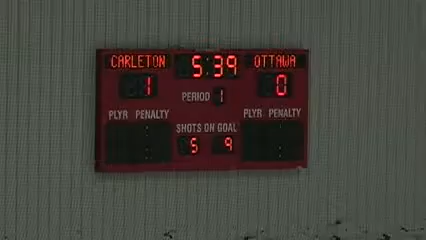 CARLETON 5:39 OTTAWA
1 0
PERIOD 1
PLYR PENALTY PLYR PENALTY
SHOTS ON GOAL
5 9